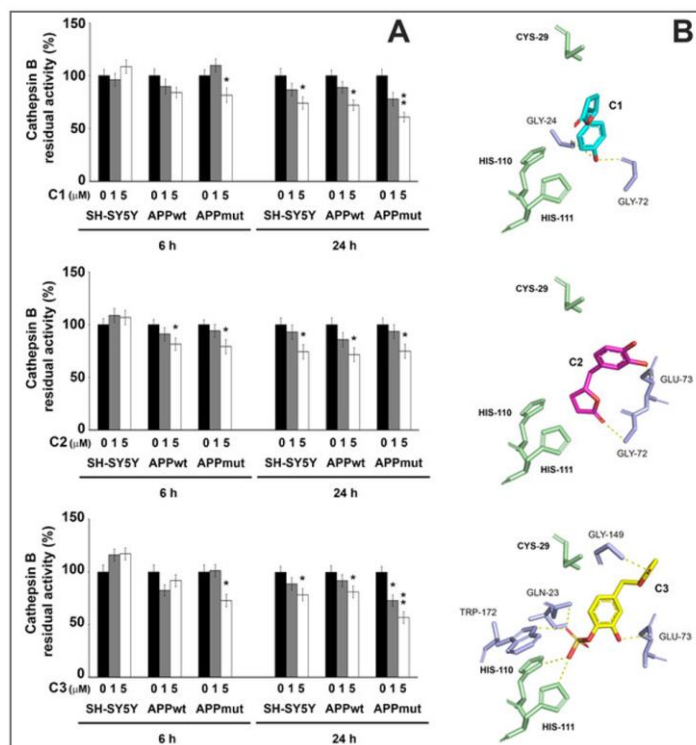 A
B
150
100
50
0
Cathepsin B
residual activity (%)
*
*
*
*
*
C1 (μM) 0 1 5 0 1 5 0 1 5 0 1 5 0 1 5 0 1 5
SH-SY5Y APPwt APPmut SH-SY5Y APPwt APPmut
6 h 24 h
CYS-29
C1
GLY-24
HIS-110
HIS-111
GLY-72
150
100
50
0
Cathepsin B
residual activity (%)
*
*
*
*
*
C2 (μM) 0 1 5 0 1 5 0 1 5 0 1 5 0 1 5 0 1 5
SH-SY5Y APPwt APPmut SH-SY5Y APPwt APPmut
6 h 24 h
CYS-29
C2
GLU-73
HIS-110
GLY-72
HIS-111
150
100
50
0
Cathepsin B
residual activity (%)
*
*
*
*
*
*
C3 (μM) 0 1 5 0 1 5 0 1 5 0 1 5 0 1 5 0 1 5
SH-SY5Y APPwt APPmut SH-SY5Y APPwt APPmut
6 h 24 h
GLY-149
CYS-29
C3
GLN-23
TRP-172
GLU-73
HIS-110
HIS-111